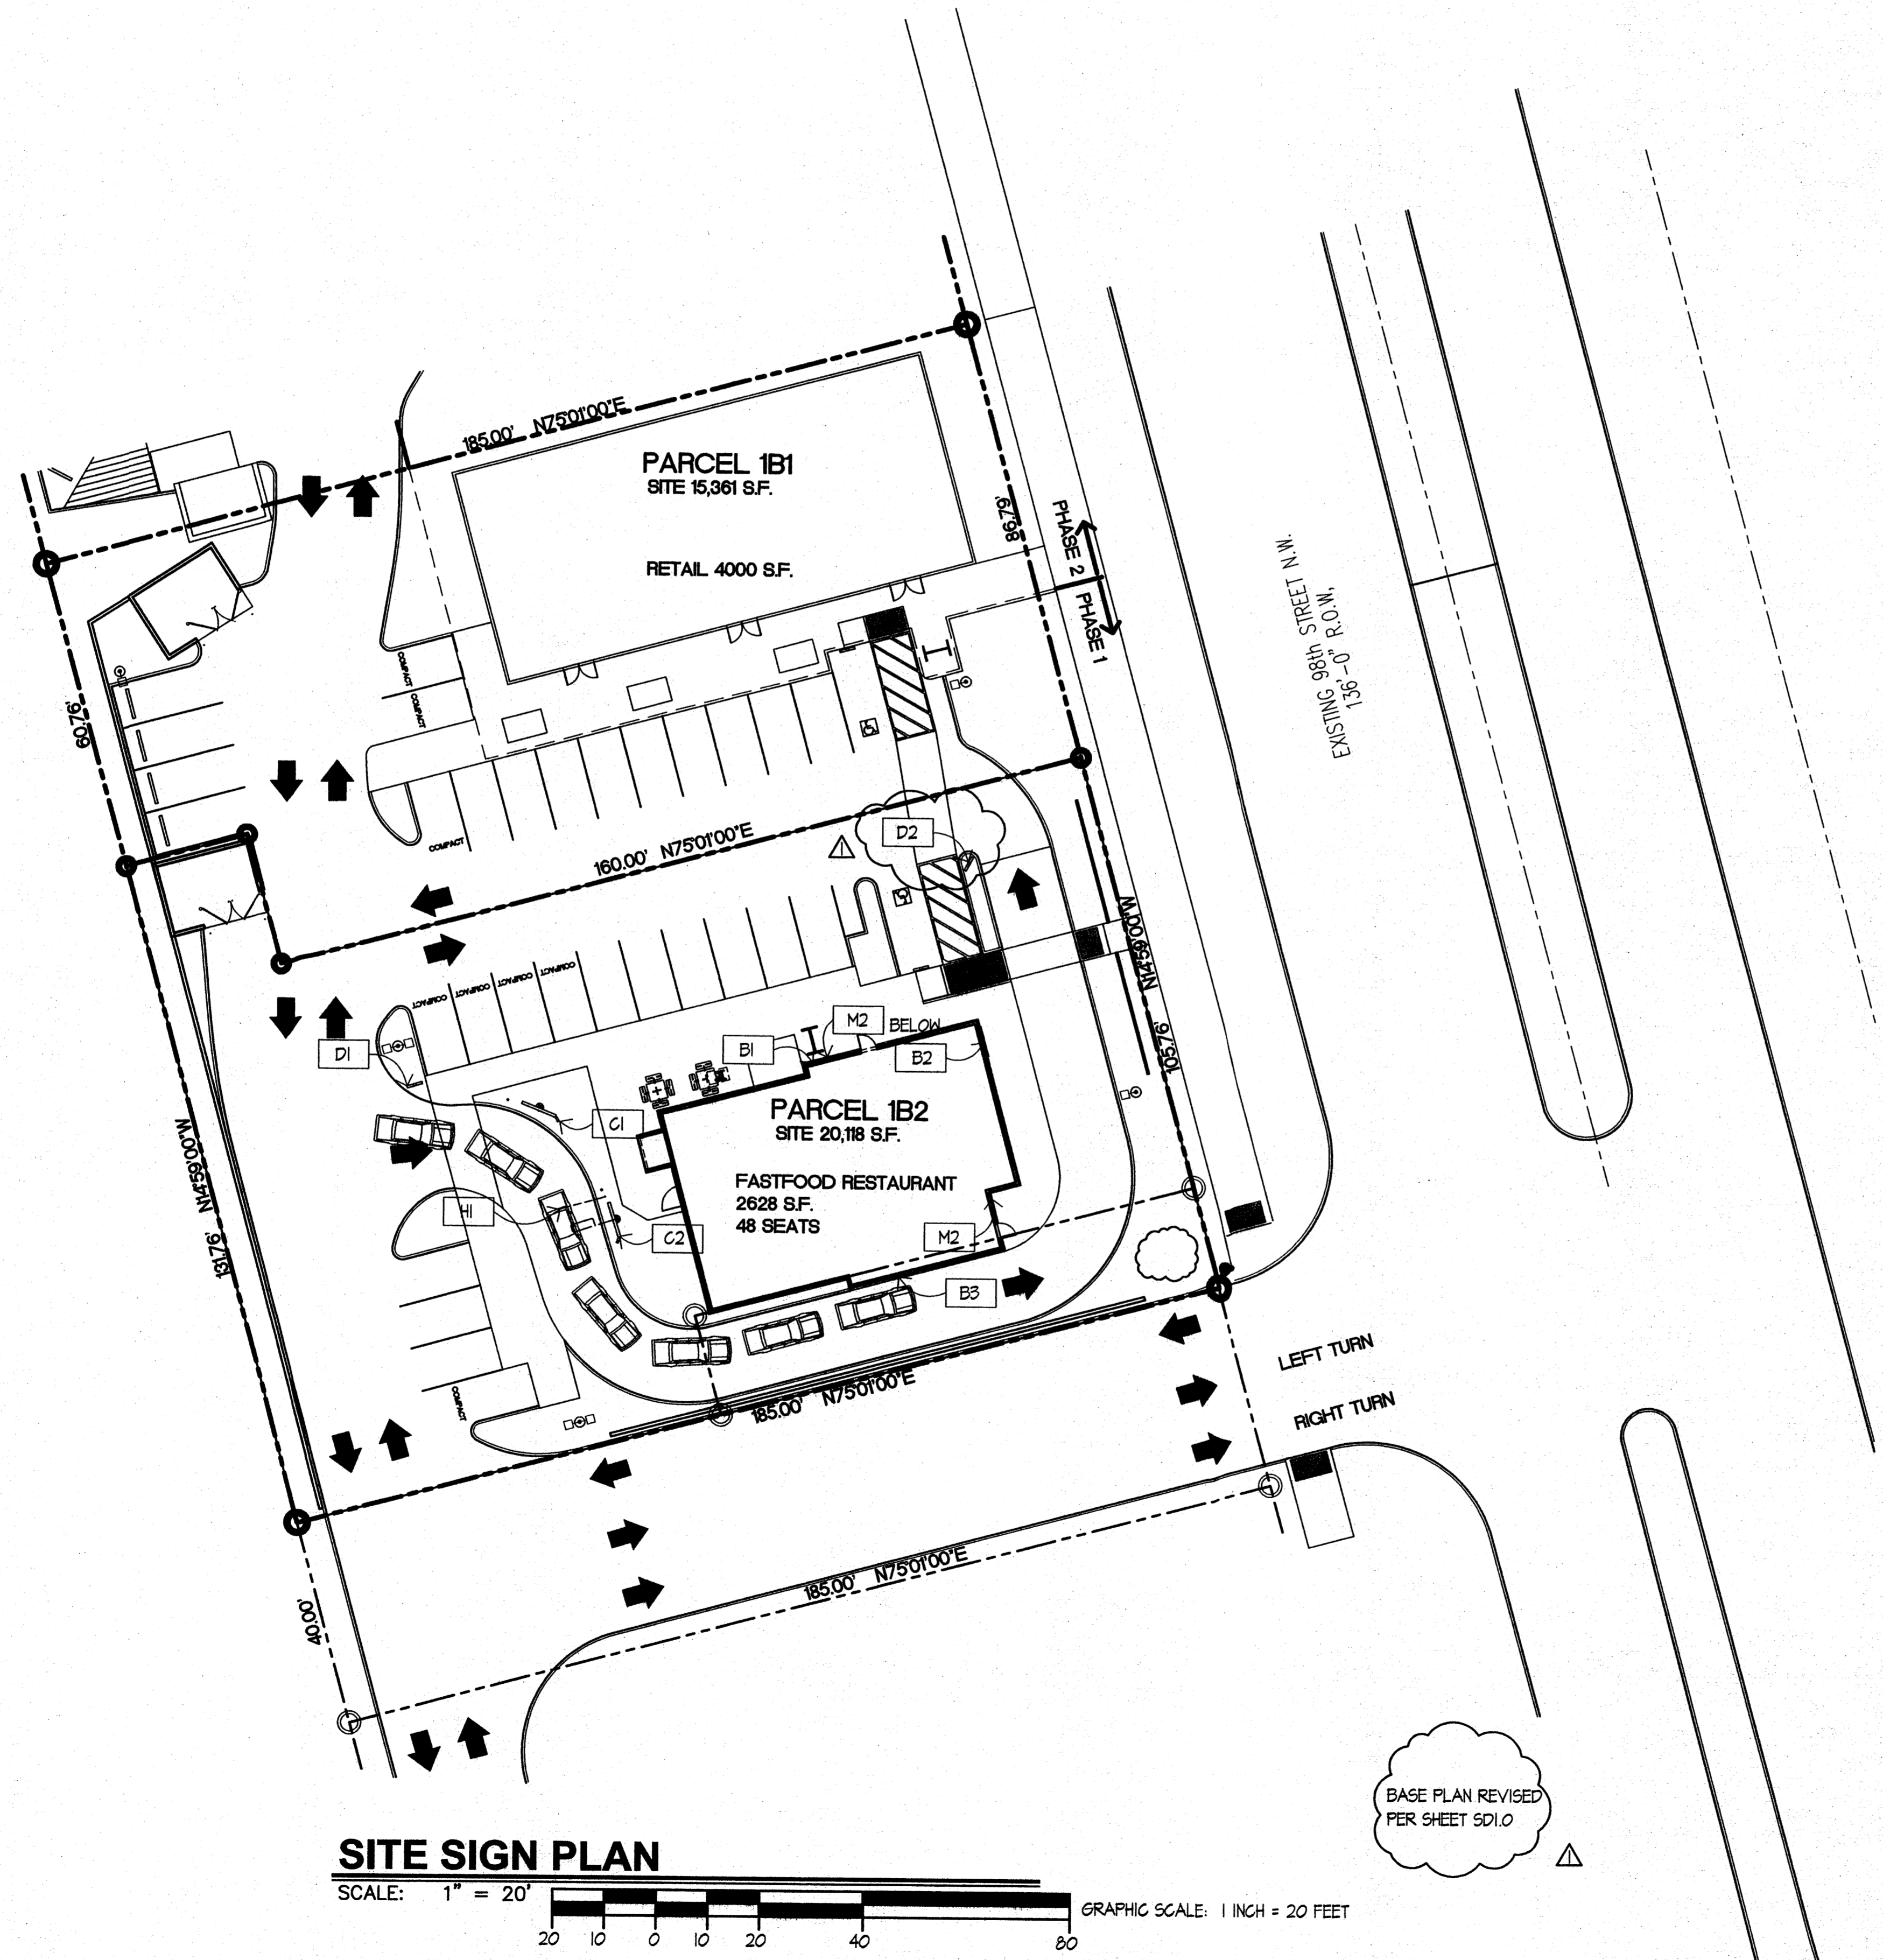 185.00' N75°01'00"E
PARCEL 1B1
SITE 15,361 S.F.
RETAIL 4000 S.F.
86.79'
PHASE 2
PHASE 1
EXISTING 98th STREET N.W.
136'-0" R.O.W,
COMPACT
COMPACT
60.76'
COMPACT
160.00' N75°01'00"E
D2
1
N14°59'00"W
105.76'
COMPACT
COMPACT
COMPACT
COMPACT
D1
B1
M2
BELOW
B2
C1
PARCEL 1B2
SITE 20,118 S.F.
FASTFOOD RESTAURANT
2628 S.F.
48 SEATS
H1
C2
M2
B3
131.76' N14°59'00"W
COMPACT
185.00' N75°01'00"E
LEFT TURN
RIGHT TURN
185.00' N75°01'00"E
40.00'
BASE PLAN REVISED
PER SHEET SD1.0
1
SITE SIGN PLAN
SCALE: 1" = 20'
GRAPHIC SCALE: 1 INCH = 20 FEET
20 10 0 10 20 40 80